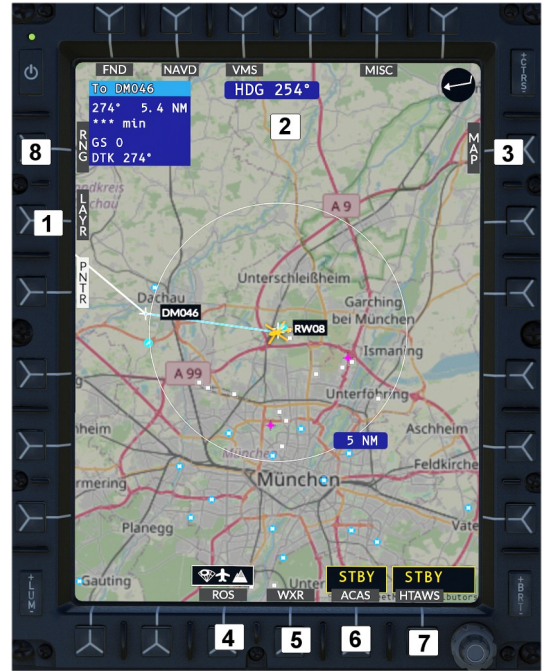 FND NAVD VMS MISC
+CTRS-
To DM046
274° 5.4 NM
*** min
GS 0
DTK 274°
HDG 254°
2
8
RNG
MAP
3
1
LAYR
A 9
PNTR
Unterschleißheim
Dachau
Garching
bei München
DM046
RW08
Ismaning
A 99
Unterföhring
5 NM
Aschheim
Feldkirche
München
Planegg
Gauting
STBY STBY
ROS WXR ACAS HTAWS
+LUM-
+BRT-
4 5 6 7